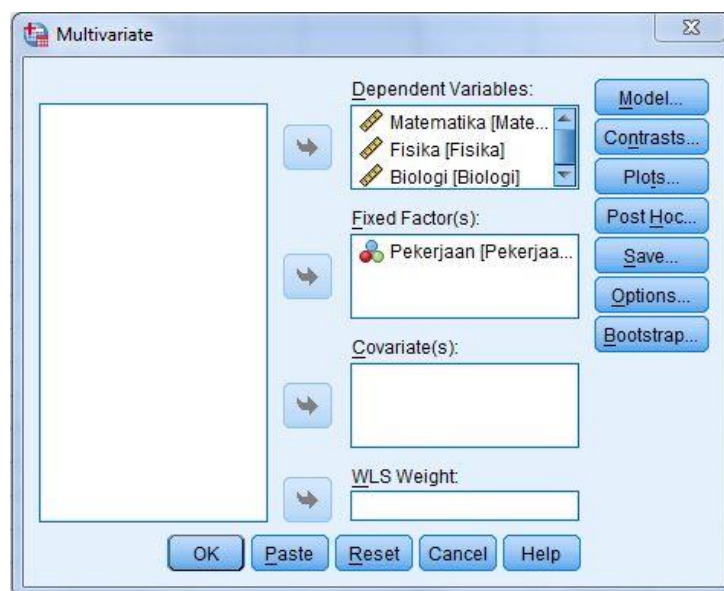 Multivariate
Dependent Variables:
Matematika [Mate...
Fisika [Fisika]
Biologi [Biologi]
Fixed Factor(s):
Pekerjaan [Pekerjaa...
Covariate(s):
WLS Weight:
Model...
Contrasts...
Plots...
Post Hoc...
Save...
Options...
Bootstrap...
OK Paste Reset Cancel Help